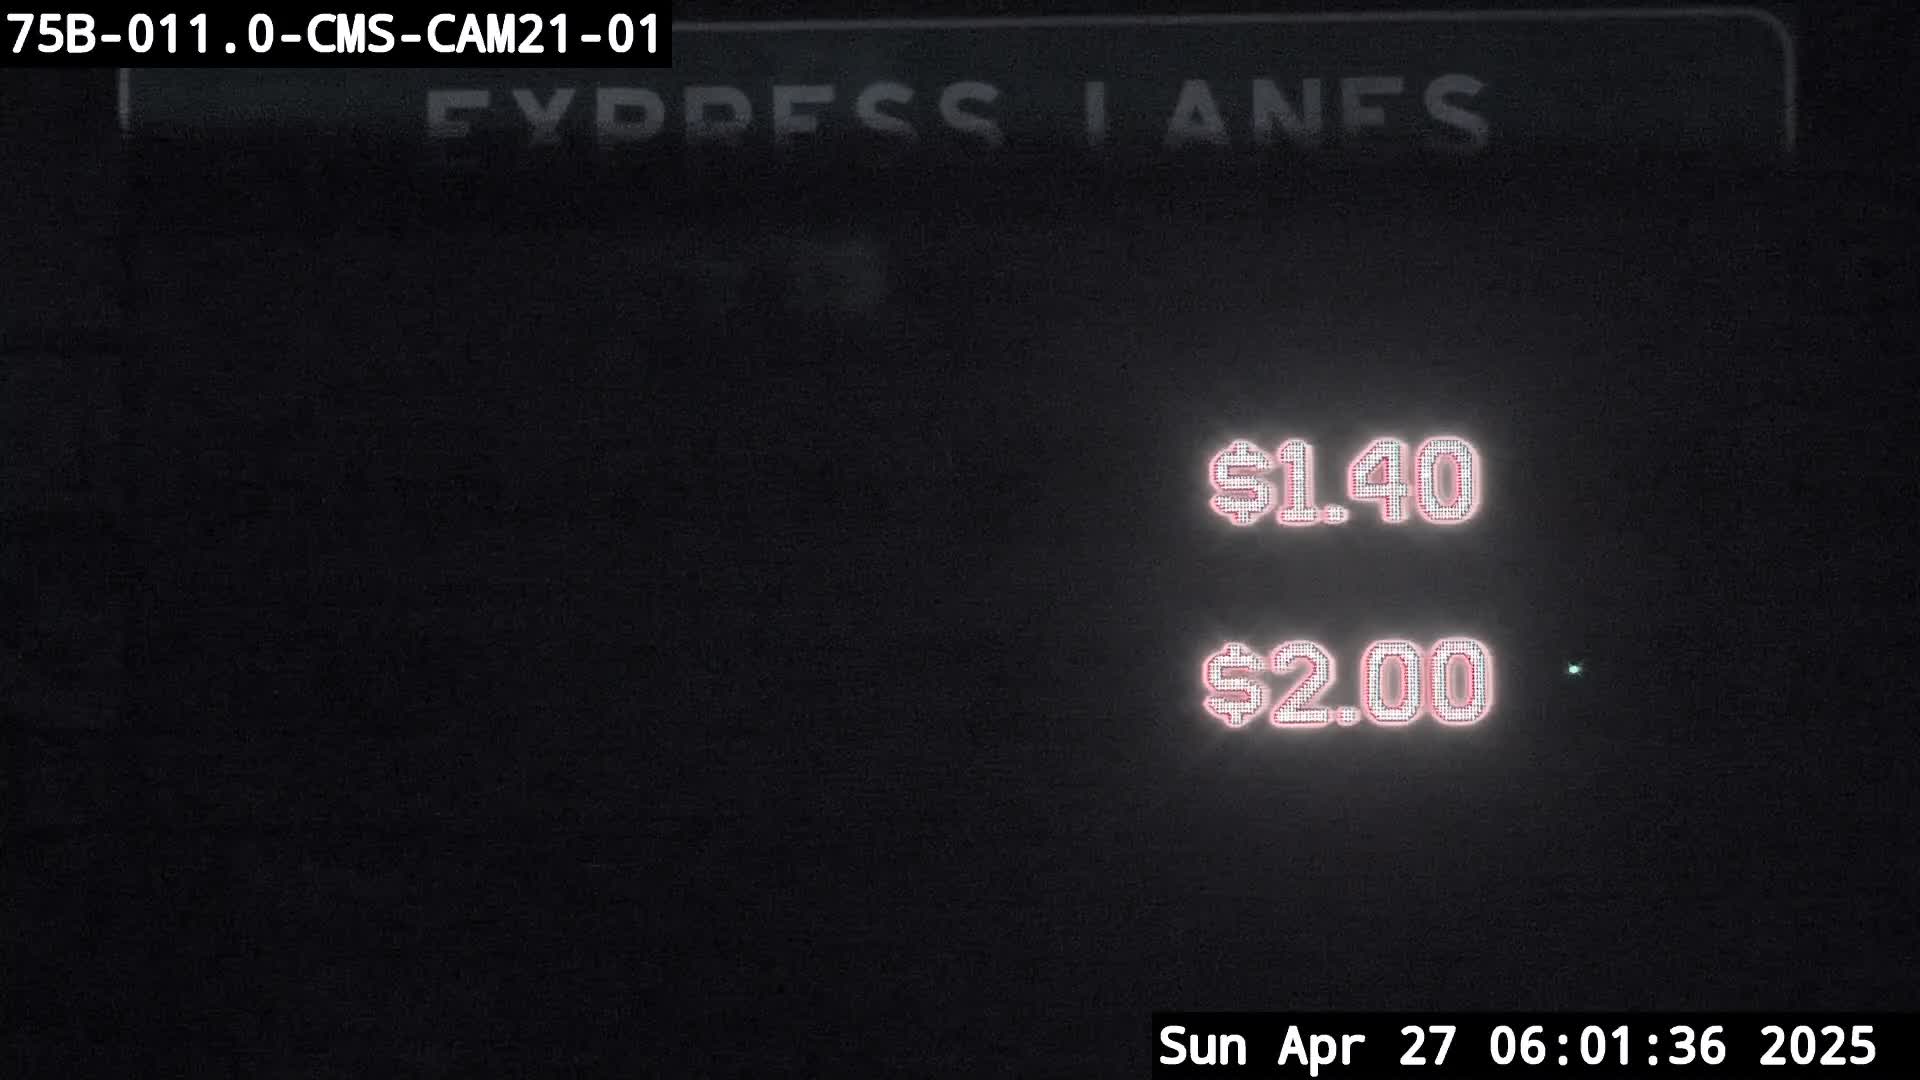 75B-011.0-CMS-CAM21-01
EXPRESS LANES
$1.40
$2.00
Sun Apr 27 06:01:36 2025